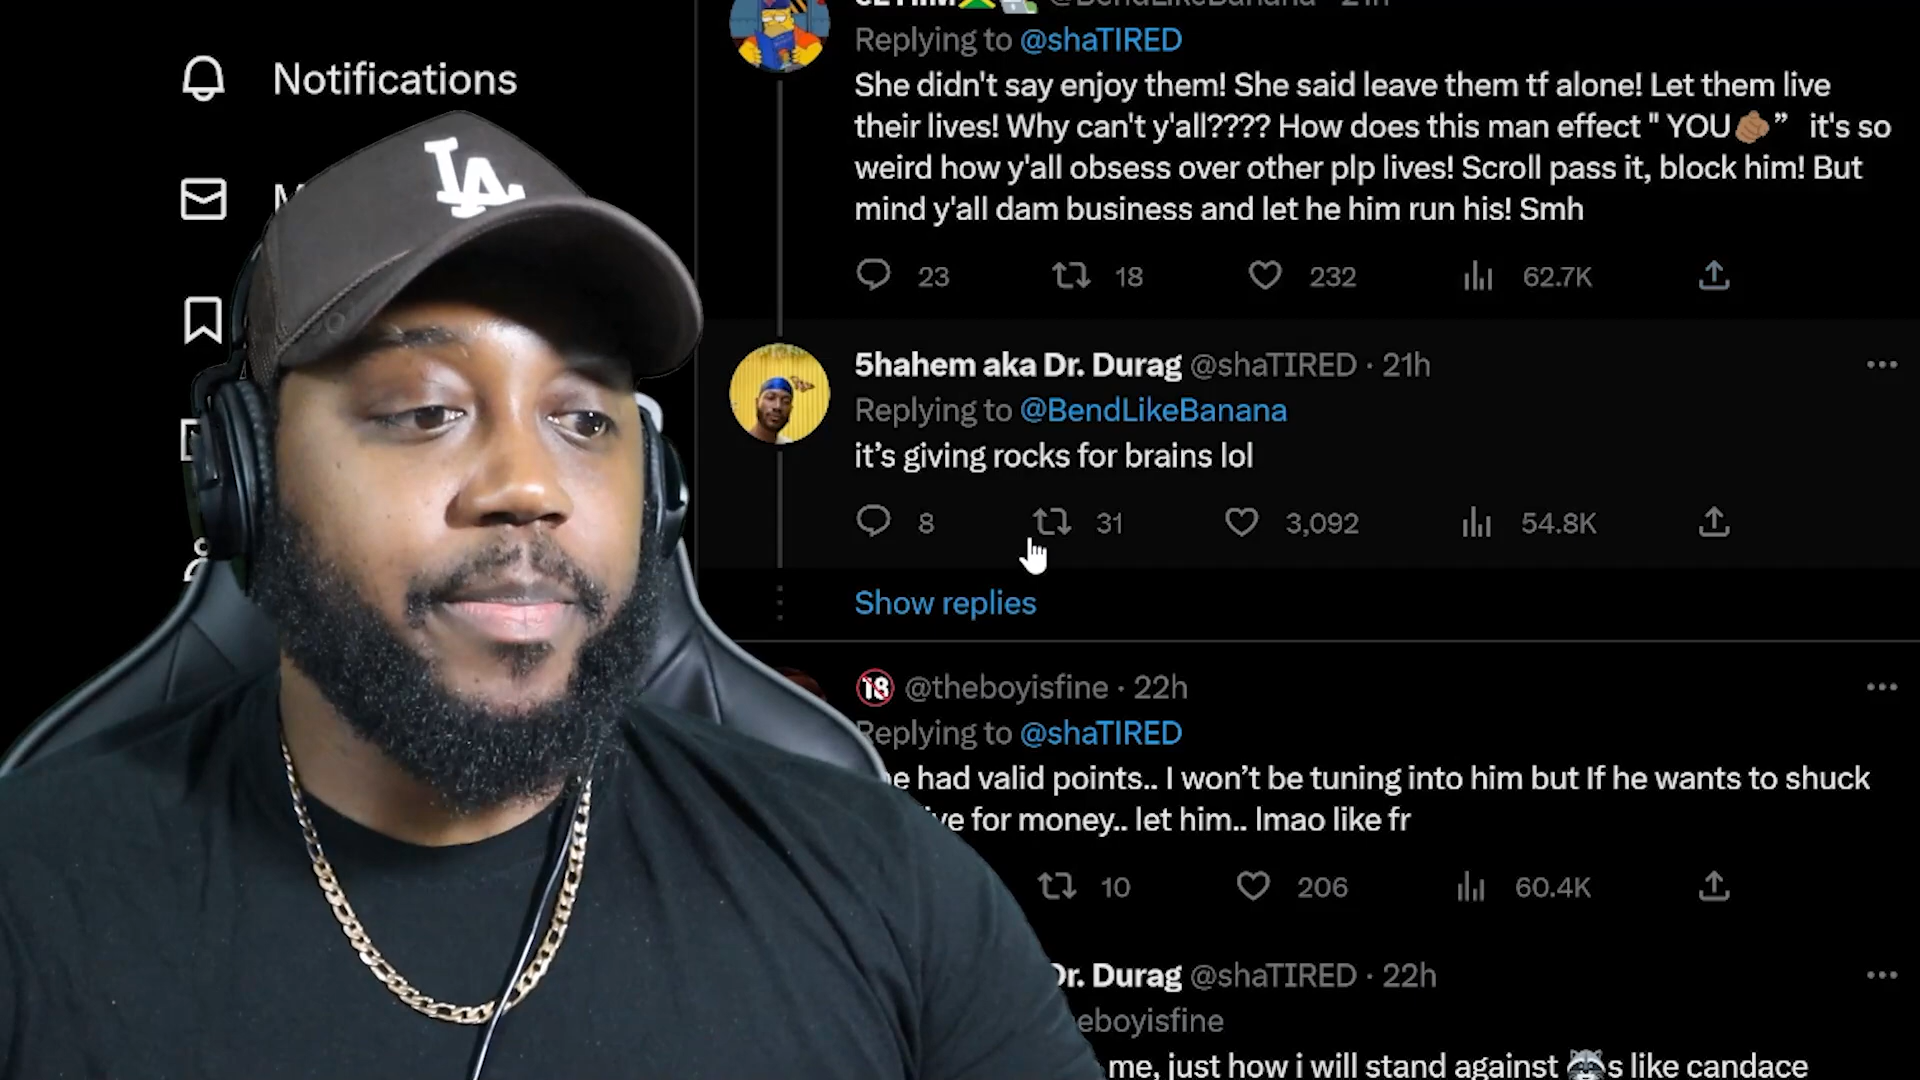 @BendLikeBanana · 21h
Notifications
Replying to @shaTIRED
She didn't say enjoy them! She said leave them tf alone! Let them live
their lives! Why can't y'all???? How does this man effect " YOU🫵🏽” it's so
weird how y'all obsess over other plp lives! Scroll pass it, block him! But
mind y'all dam business and let he him run his! Smh
LA
23 18 232 62.7K
5hahem aka Dr. Durag @shaTIRED · 21h
Replying to @BendLikeBanana
it’s giving rocks for brains lol
8 31 3,092 54.8K
Show replies
🔞 @theboyisfine · 22h
Replying to @shaTIRED
had valid points.. I won’t be tuning into him but If he wants to shuck
for money.. let him.. lmao like fr
10 206 60.4K
Dr. Durag @shaTIRED · 22h
eboyisfine
me, just how i will stand against 🦝s like candace